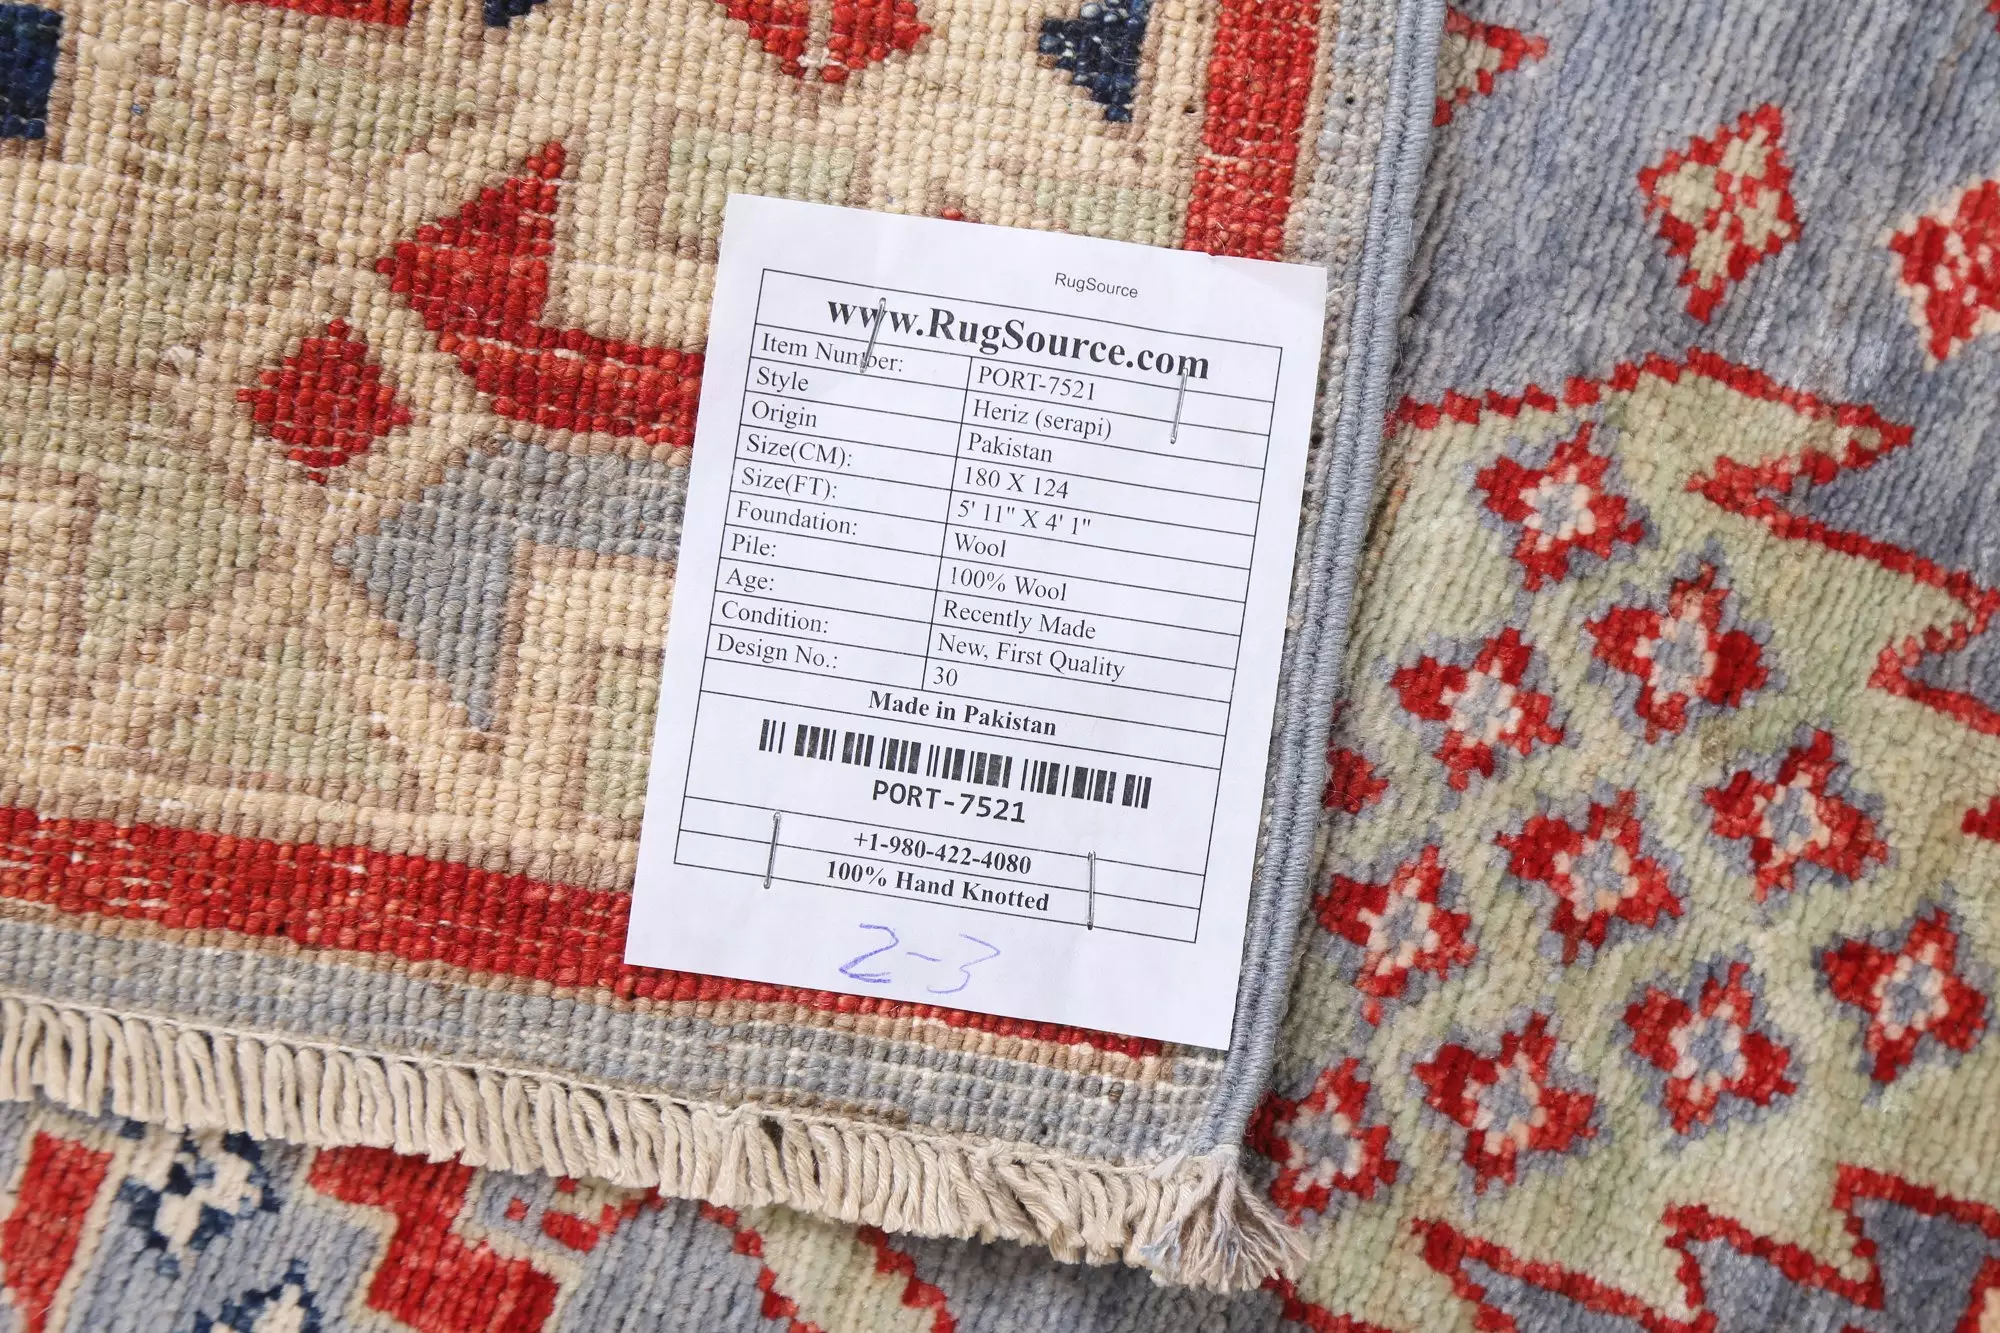 RugSource
www.RugSource.com
Item Number: PORT-7521
Style Heriz (serapi)
Origin Pakistan
Size(CM): 180 X 124
Size(FT): 5' 11" X 4' 1"
Foundation: Wool
Pile: 100% Wool
Age: Recently Made
Condition: New, First Quality
Design No.: 30
Made in Pakistan
PORT-7521
+1-980-422-4080
100% Hand Knotted
2-3